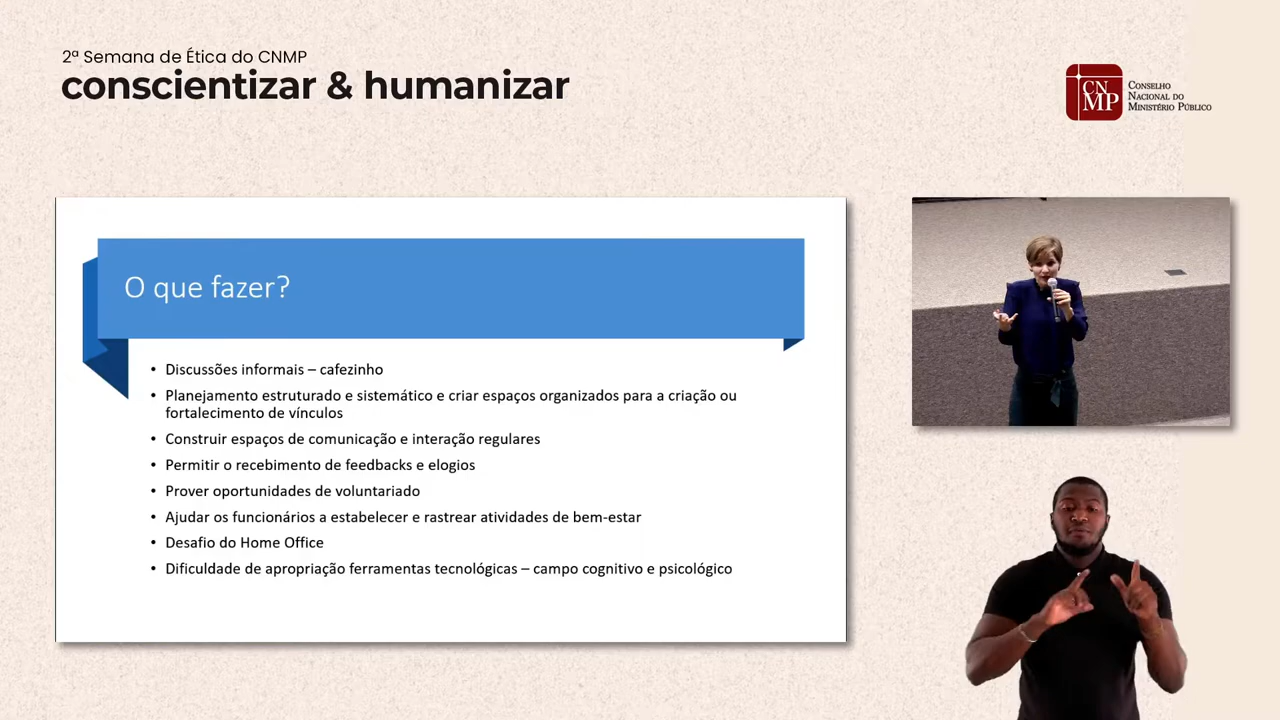 2ª Semana de Ética do CNMP
conscientizar & humanizar
CN
MP
Conselho
Nacional do
Ministério Público
O que fazer?
• Discussões informais – cafezinho
• Planejamento estruturado e sistemático e criar espaços organizados para a criação ou
fortalecimento de vínculos
• Construir espaços de comunicação e interação regulares
• Permitir o recebimento de feedbacks e elogios
• Prover oportunidades de voluntariado
• Ajudar os funcionários a estabelecer e rastrear atividades de bem-estar
• Desafio do Home Office
• Dificuldade de apropriação ferramentas tecnológicas – campo cognitivo e psicológico